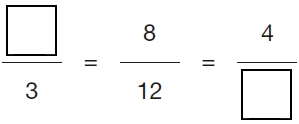 □/3 = 8/12 = 4/□